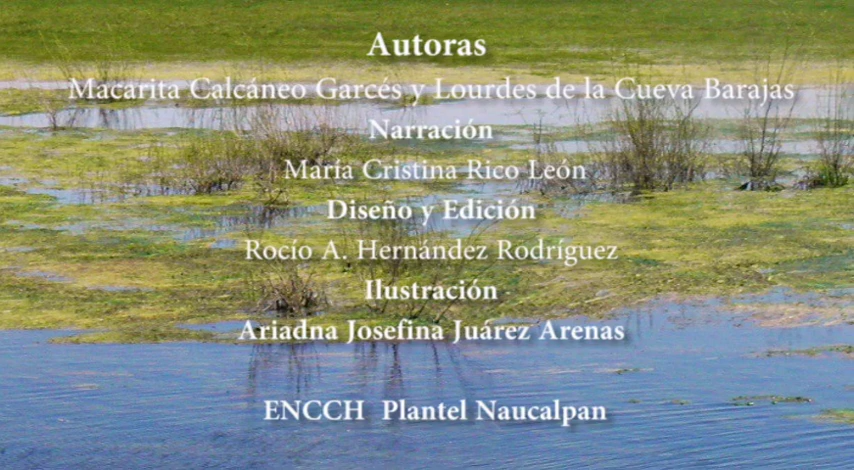 Autoras
Macarita Calcáneo Garcés y Lourdes de la Cueva Barajas
Narración
María Cristina Rico León
Diseño y Edición
Rocío A. Hernández Rodríguez
Ilustración
Ariadna Josefina Juárez Arenas
ENCCH Plantel Naucalpan